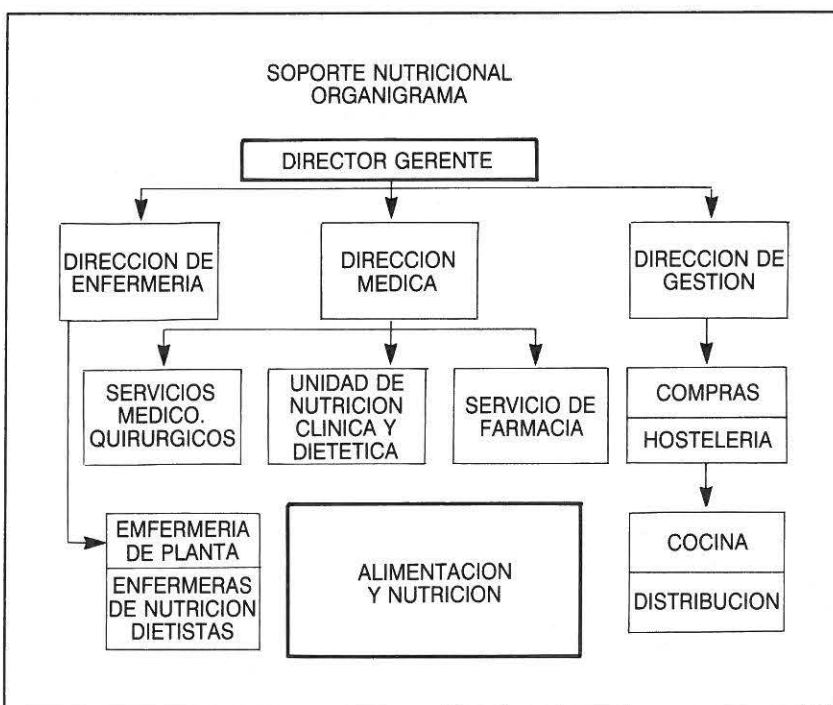 SOPORTE NUTRICIONAL
ORGANIGRAMA
DIRECTOR GERENTE
DIRECCION DE
ENFERMERIA
DIRECCION
MEDICA
DIRECCION DE
GESTION
SERVICIOS
MEDICO.
QUIRURGICOS
UNIDAD DE
NUTRICION
CLINICA Y
DIETETICA
SERVICIO DE
FARMACIA
COMPRAS
HOSTELERIA
EMFERMERIA
DE PLANTA
ENFERMERAS
DE NUTRICION
DIETISTAS
ALIMENTACION
Y NUTRICION
COCINA
DISTRIBUCION